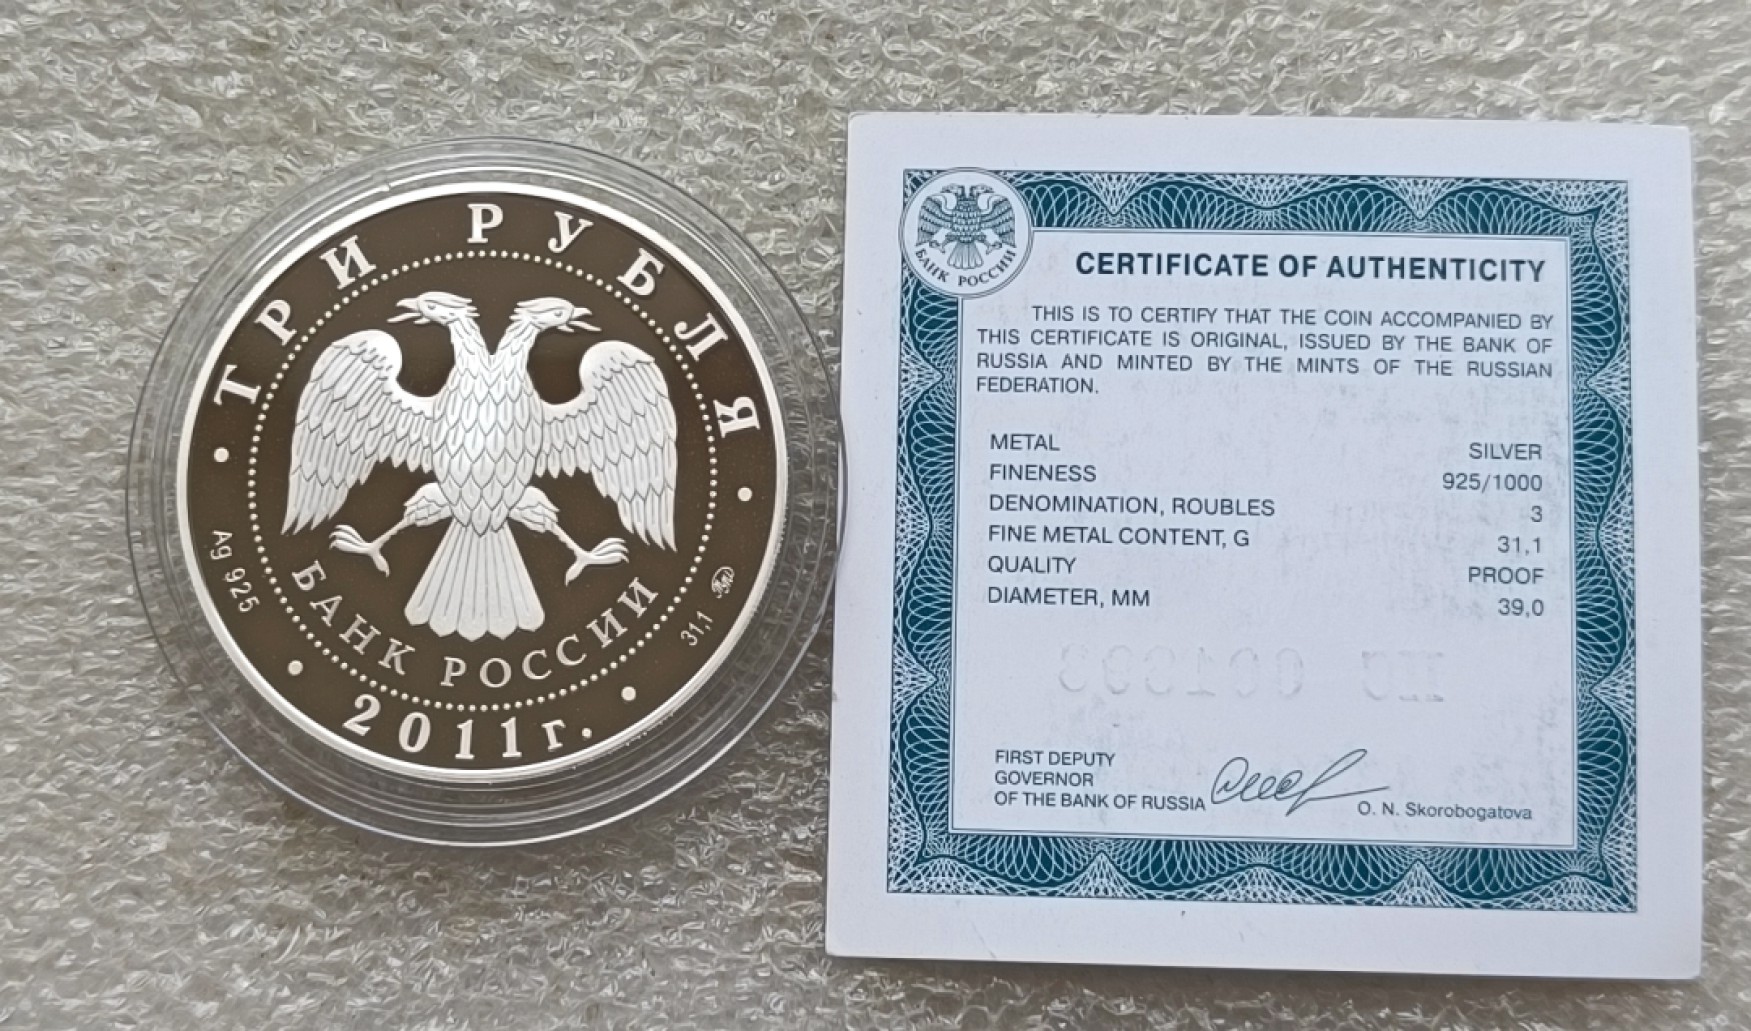 ТРИ РУБЛЯ
Ag 925
31,1
БАНК РОССИИ
2011г.
БАНК РОССИИ
CERTIFICATE OF AUTHENTICITY
THIS IS TO CERTIFY THAT THE COIN ACCOMPANIED BY
THIS CERTIFICATE IS ORIGINAL, ISSUED BY THE BANK OF
RUSSIA AND MINTED BY THE MINTS OF THE RUSSIAN
FEDERATION.
METAL SILVER
FINENESS 925/1000
DENOMINATION, ROUBLES 3
FINE METAL CONTENT, G 31,1
QUALITY PROOF
DIAMETER, MM 39,0
FIRST DEPUTY
GOVERNOR
OF THE BANK OF RUSSIA
O. N. Skorobogatova